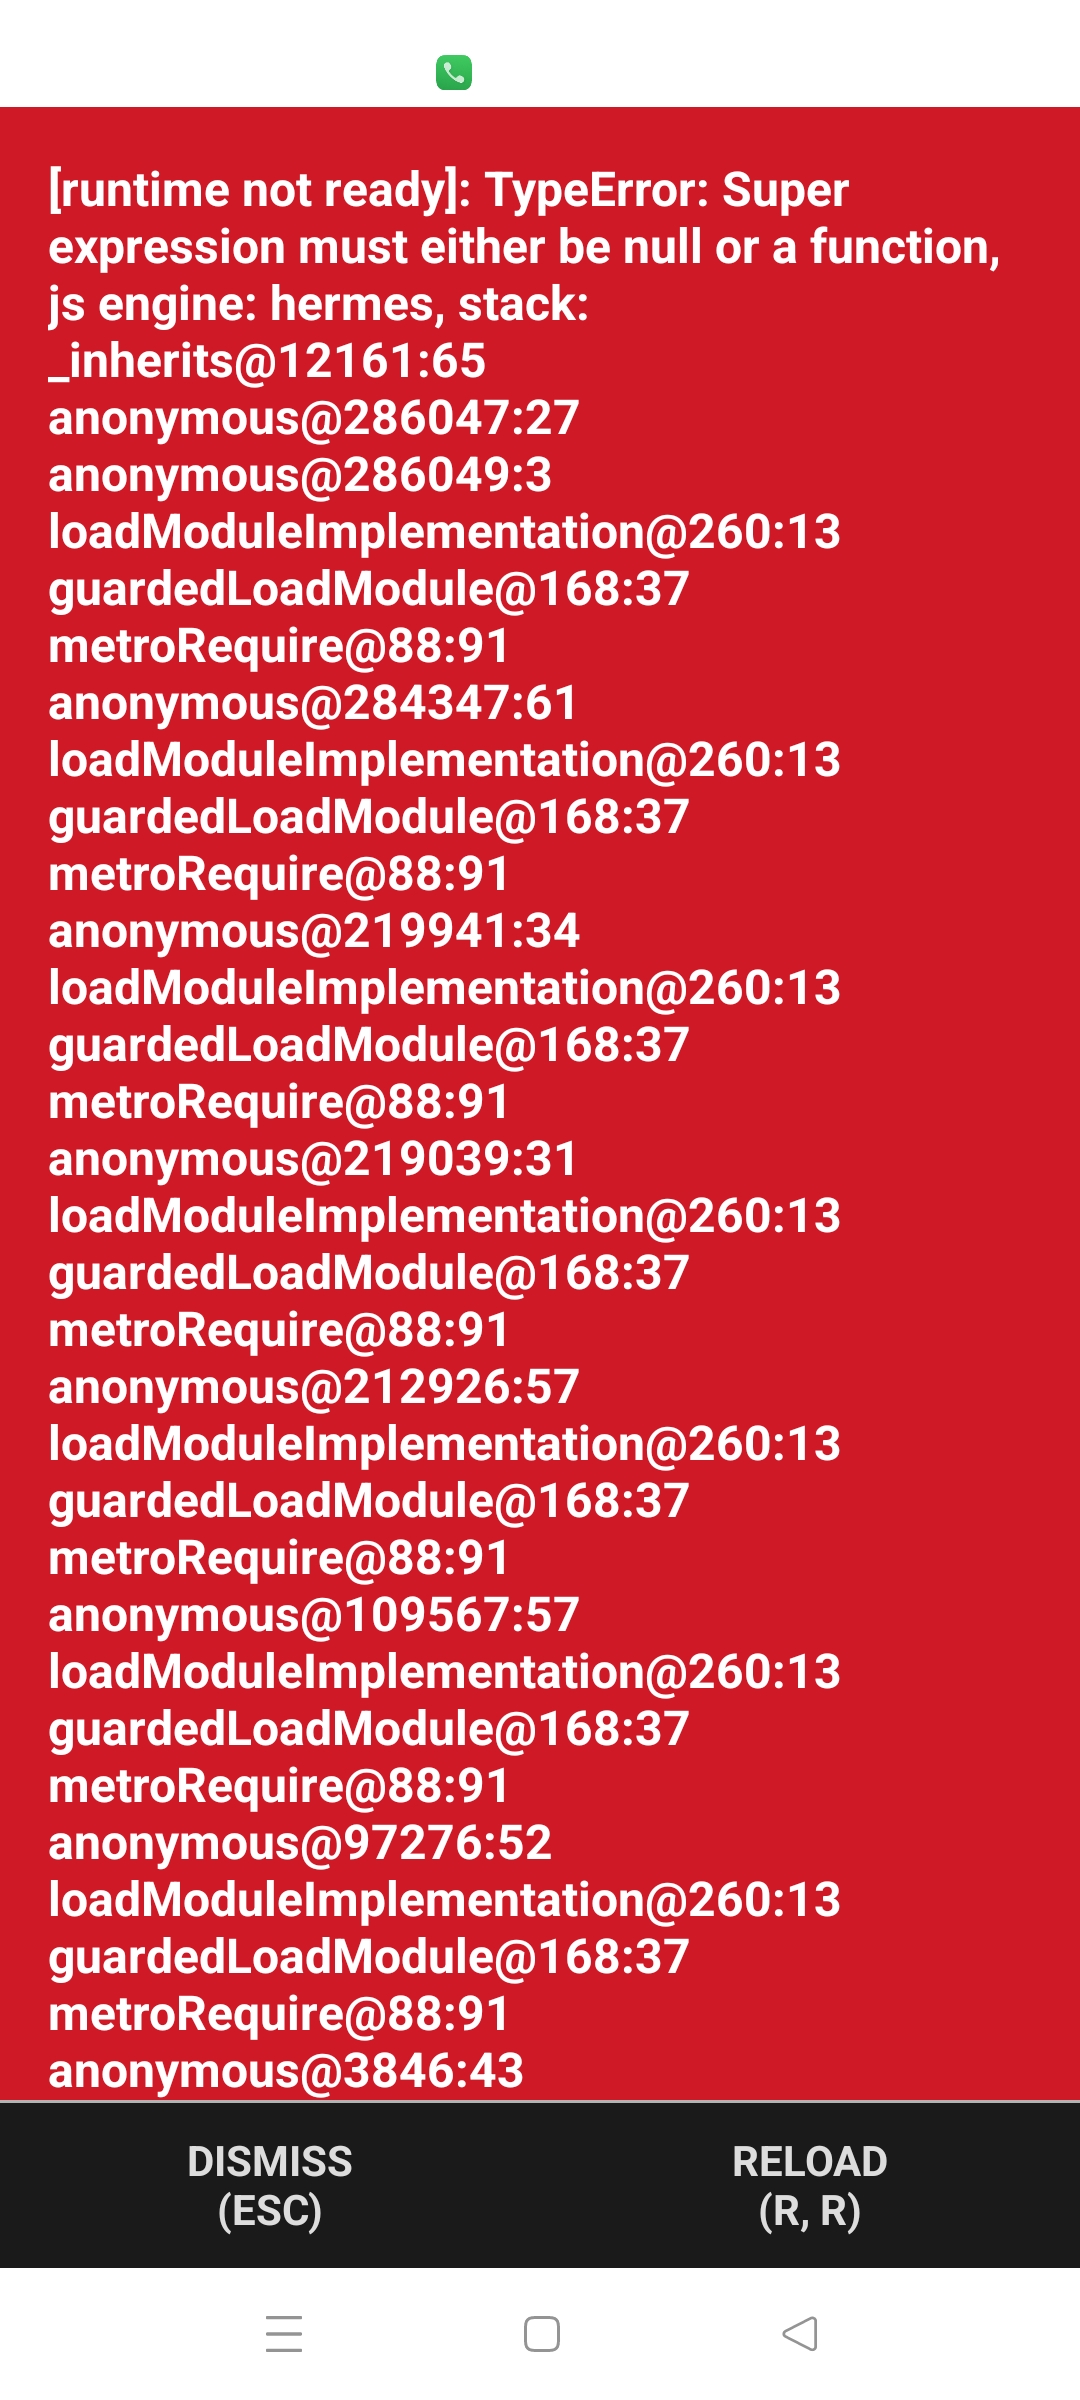 [runtime not ready]: TypeError: Super
expression must either be null or a function,
js engine: hermes, stack:
_inherits@12161:65
anonymous@286047:27
anonymous@286049:3
loadModuleImplementation@260:13
guardedLoadModule@168:37
metroRequire@88:91
anonymous@284347:61
loadModuleImplementation@260:13
guardedLoadModule@168:37
metroRequire@88:91
anonymous@219941:34
loadModuleImplementation@260:13
guardedLoadModule@168:37
metroRequire@88:91
anonymous@219039:31
loadModuleImplementation@260:13
guardedLoadModule@168:37
metroRequire@88:91
anonymous@212926:57
loadModuleImplementation@260:13
guardedLoadModule@168:37
metroRequire@88:91
anonymous@109567:57
loadModuleImplementation@260:13
guardedLoadModule@168:37
metroRequire@88:91
anonymous@97276:52
loadModuleImplementation@260:13
guardedLoadModule@168:37
metroRequire@88:91
anonymous@3846:43
DISMISS
(ESC)
RELOAD
(R, R)